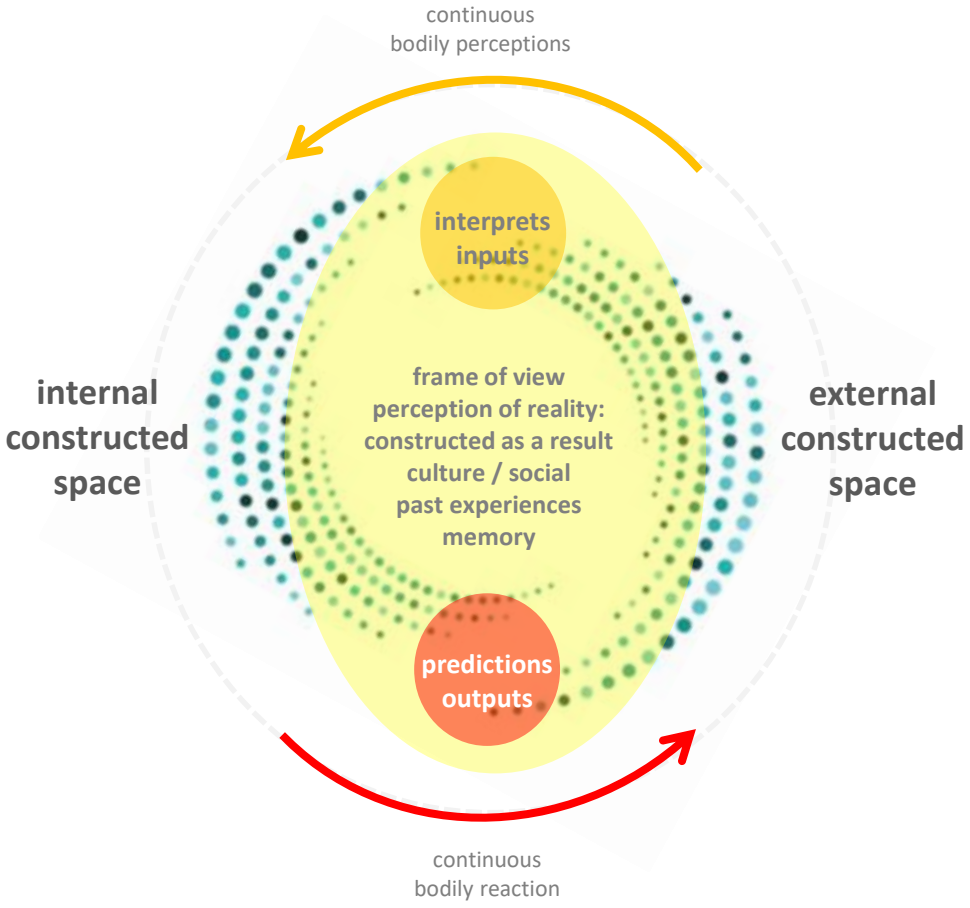 continuous
bodily perceptions
interprets
inputs
internal
constructed
space
frame of view
perception of reality:
constructed as a result
culture / social
past experiences
memory
external
constructed
space
predictions
outputs
continuous
bodily reaction